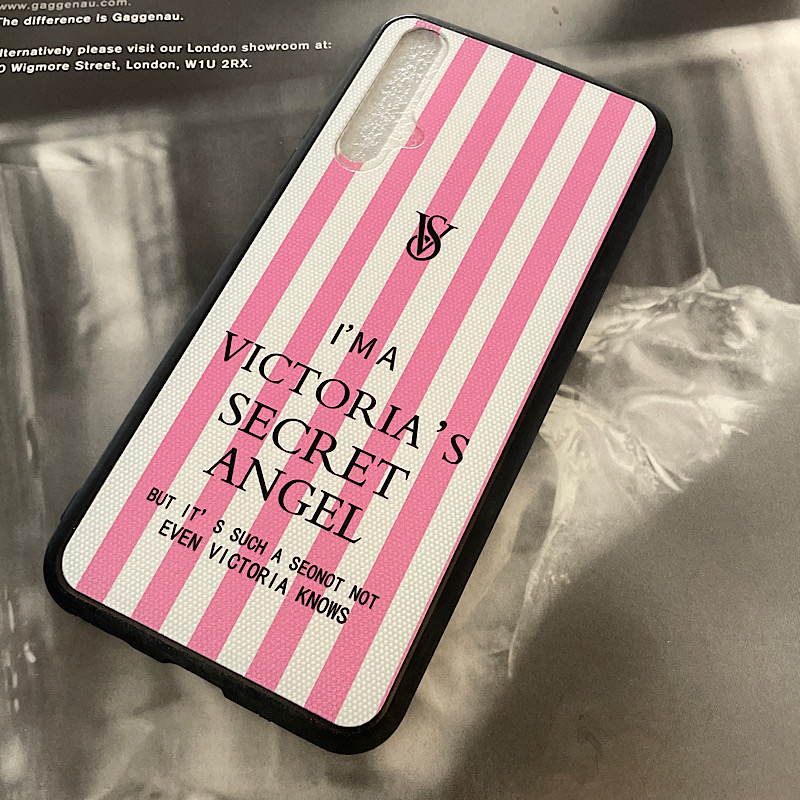 www.gaggenau.com.
The difference is Gaggenau.
lternatively please visit our London showroom at:
Wigmore Street, London, W1U 2RX.
VS
I'M A
VICTORIA'S
SECRET
ANGEL
BUT IT'S SUCH A SEONOT NOT
EVEN VICTORIA KNOWS